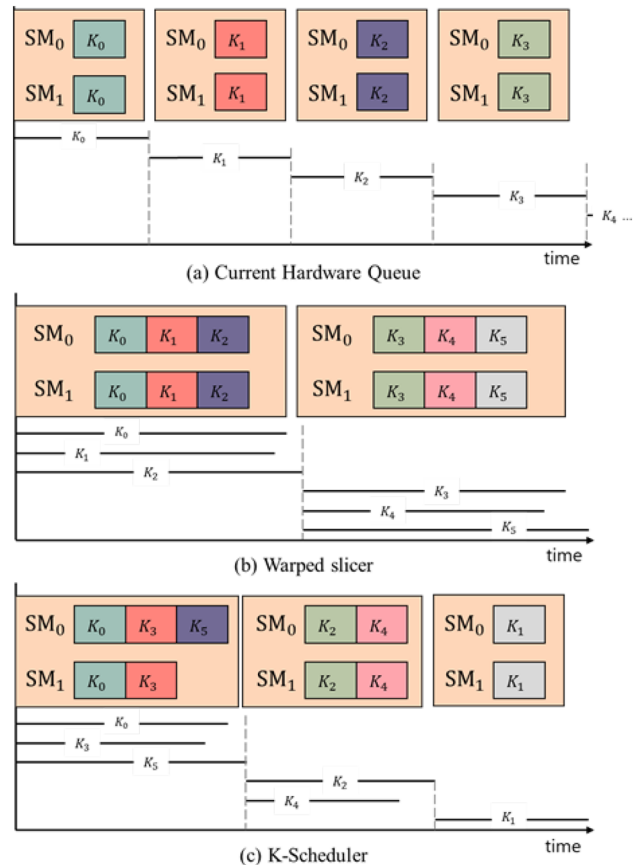 SM0 K0 SM0 K1 SM0 K2 SM0 K3
SM1 K0 SM1 K1 SM1 K2 SM1 K3
K0
K1
K2
K3
K4 ...
time
(a) Current Hardware Queue
SM0 K0 K1 K2 SM0 K3 K4 K5
SM1 K0 K1 K2 SM1 K3 K4 K5
K0
K1
K2
K3
K4
K5
time
(b) Warped slicer
SM0 K0 K3 K5 SM0 K2 K4 SM0 K1
SM1 K0 K3 SM1 K2 K4 SM1 K1
K0
K3
K5
K2
K4
K1
time
(c) K-Scheduler